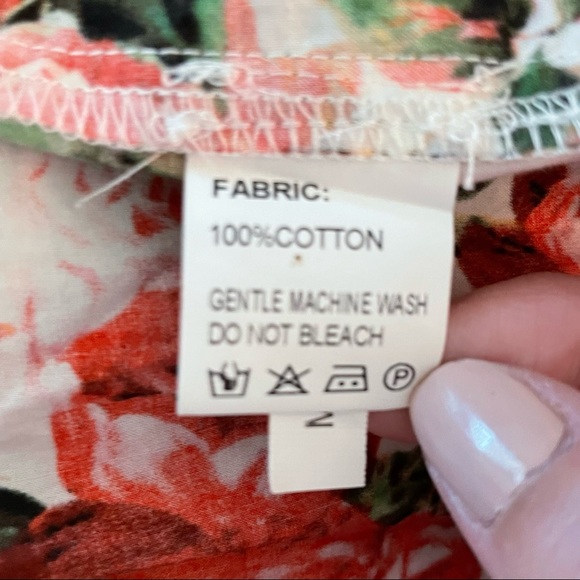 FABRIC:
100%COTTON
GENTLE MACHINE WASH
DO NOT BLEACH
P
M